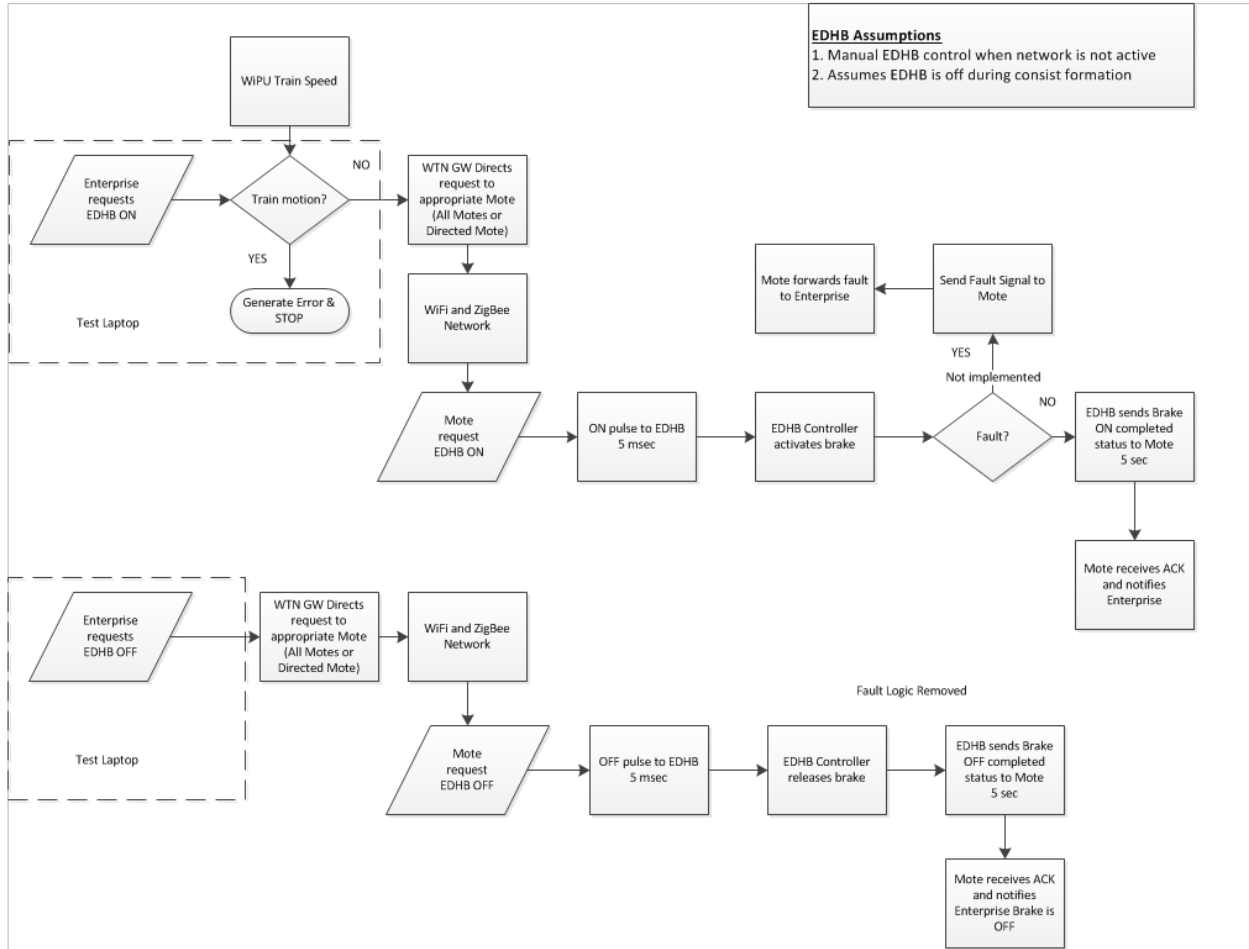 EDHB Assumptions
1. Manual EDHB control when network is not active
2. Assumes EDHB is off during consist formation
WiPU Train Speed
Enterprise
requests
EDHB ON
Train motion?
NO
YES
Generate Error &
STOP
Test Laptop
WTN GW Directs
request to
appropriate Mote
(All Motes or
Directed Mote)
WiFi and ZigBee
Network
Mote
request
EDHB ON
ON pulse to EDHB
5 msec
EDHB Controller
activates brake
Fault?
YES
Not implemented
NO
Send Fault Signal to
Mote
Mote forwards fault
to Enterprise
EDHB sends Brake
ON completed
status to Mote
5 sec
Mote receives ACK
and notifies
Enterprise
Enterprise
requests
EDHB OFF
Test Laptop
WTN GW Directs
request to
appropriate Mote
(All Motes or
Directed Mote)
WiFi and ZigBee
Network
Mote
request
EDHB OFF
OFF pulse to EDHB
5 msec
EDHB Controller
releases brake
Fault Logic Removed
EDHB sends Brake
OFF completed
status to Mote
5 sec
Mote receives ACK
and notifies
Enterprise Brake is
OFF